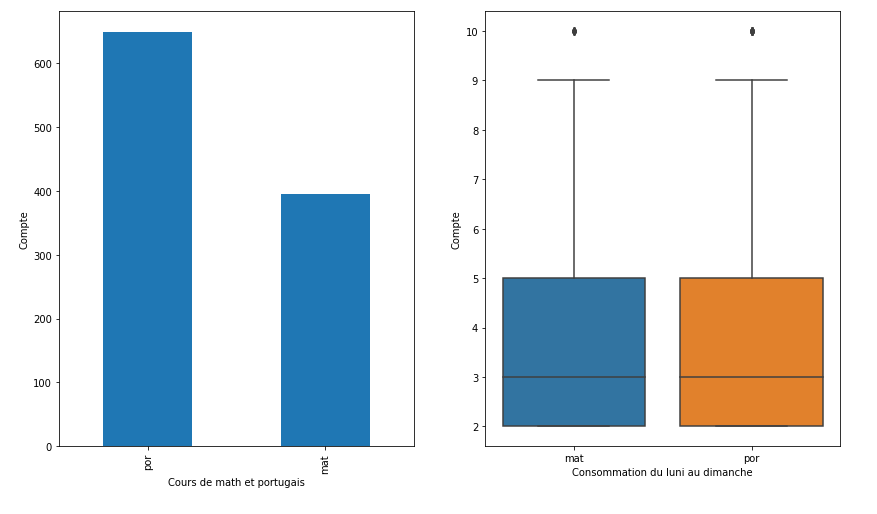 Compte
600
500
400
300
200
100
0
por
mat
Cours de math et portugais
Compte
10
9
8
7
6
5
4
3
2
mat
por
Consommation du luni au dimanche